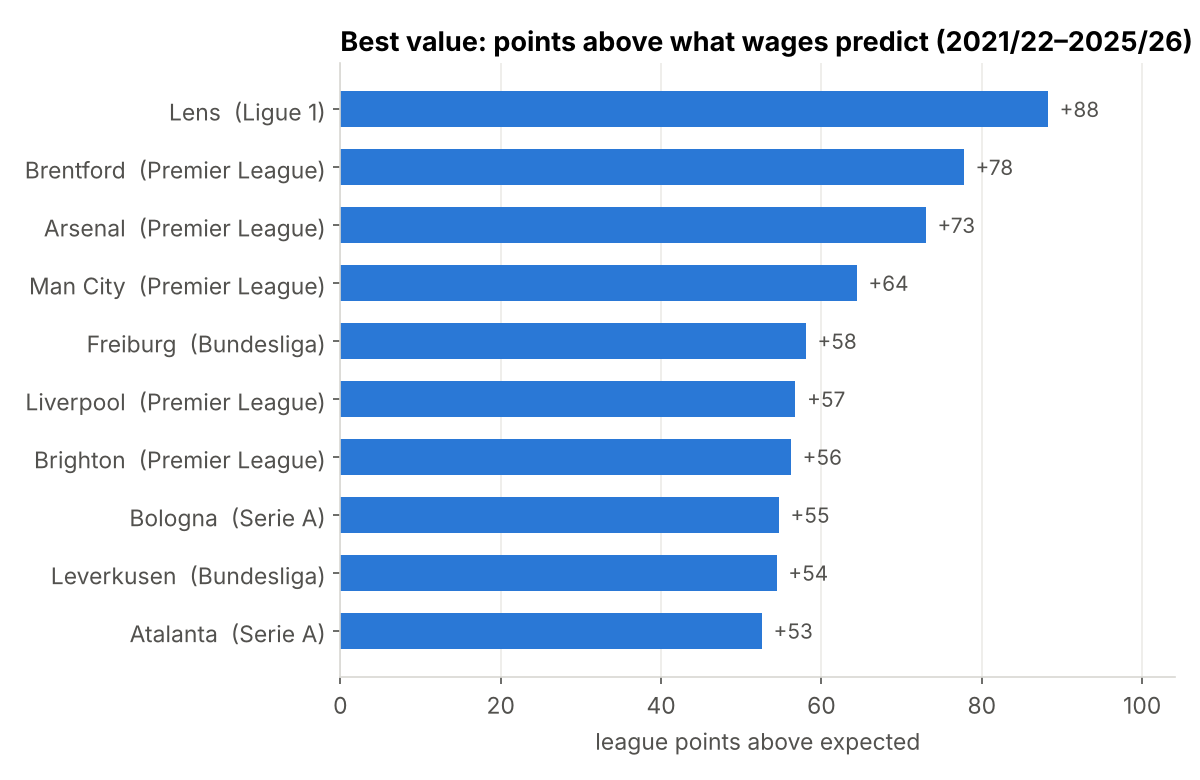 Best value: points above what wages predict (2021/22–2025/26)
Lens (Ligue 1) +88
Brentford (Premier League) +78
Arsenal (Premier League) +73
Man City (Premier League) +64
Freiburg (Bundesliga) +58
Liverpool (Premier League) +57
Brighton (Premier League) +56
Bologna (Serie A) +55
Leverkusen (Bundesliga) +54
Atalanta (Serie A) +53
0 20 40 60 80 100
league points above expected